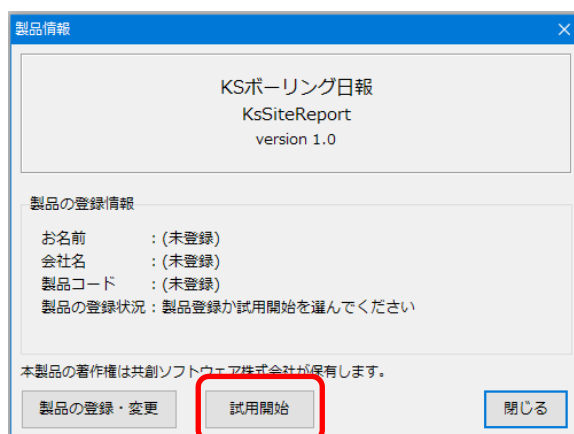 製品情報
KSボーリング日報
KsSiteReport
version 1.0
製品の登録情報
お名前 : (未登録)
会社名 : (未登録)
製品コード : (未登録)
製品の登録状況 : 製品登録か試用開始を選んでください
本製品の著作権は共創ソフトウェア株式会社が保有します。
製品の登録・変更 試用開始 閉じる